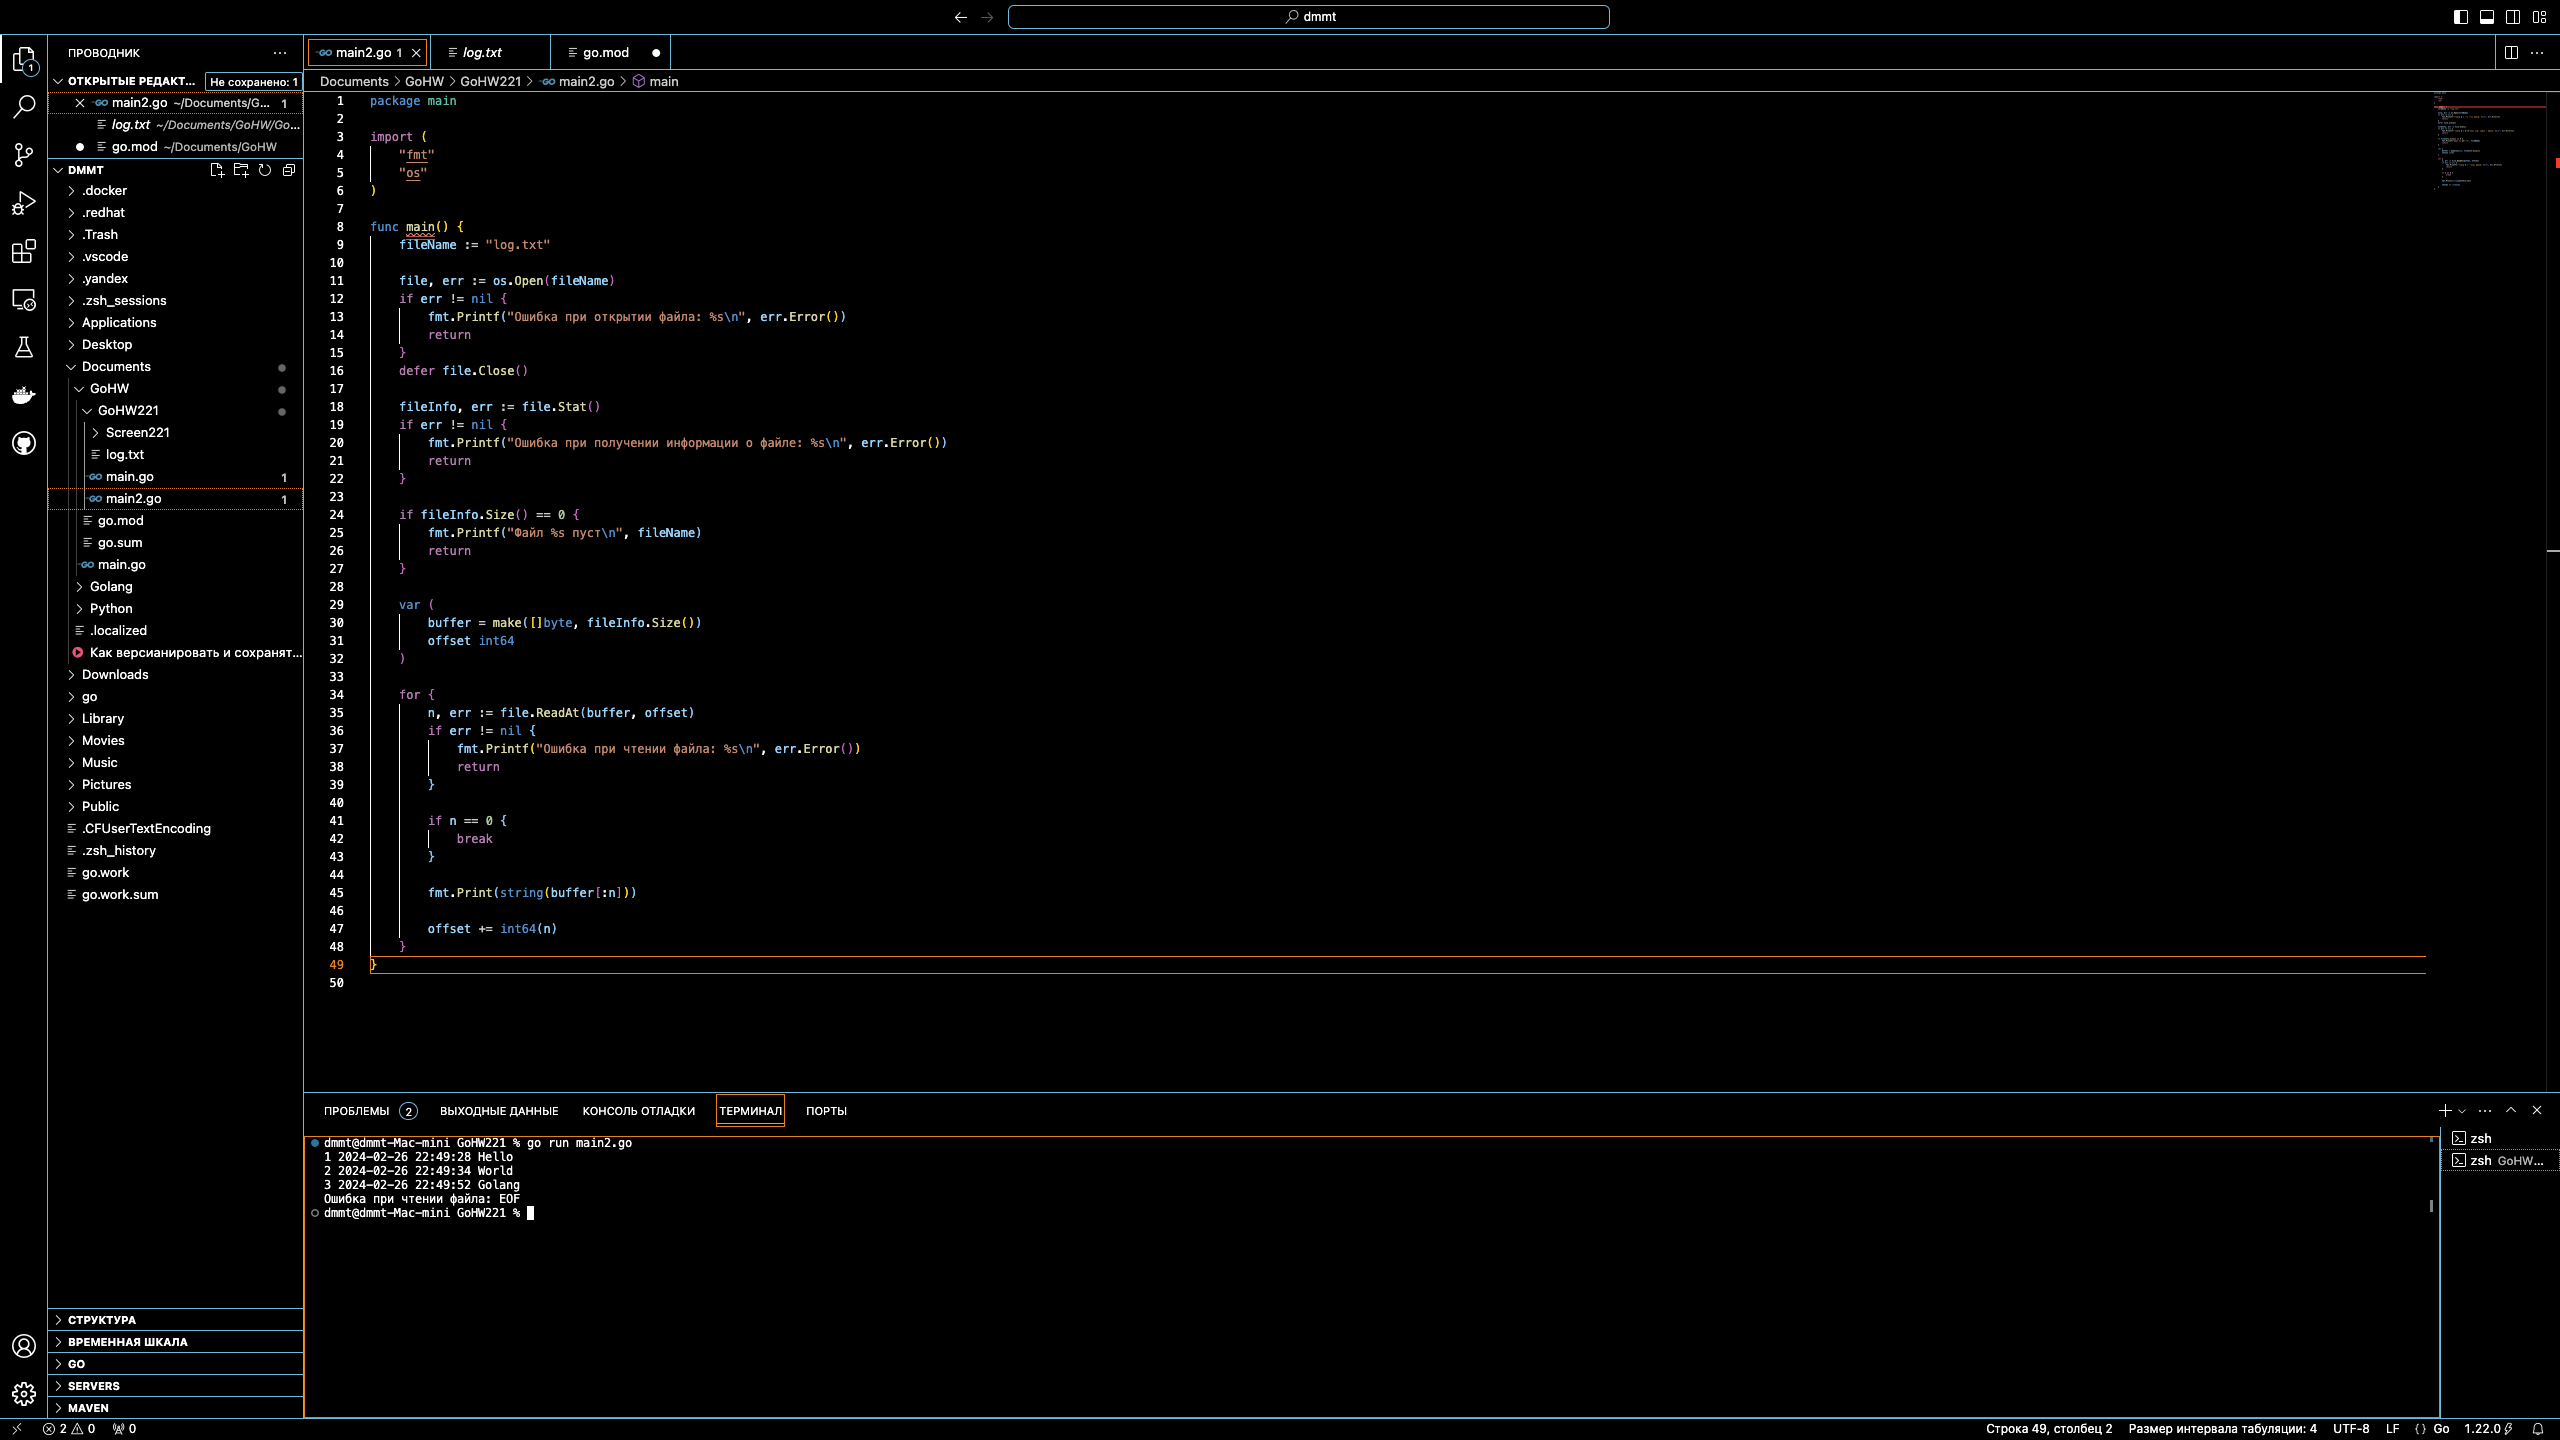 dmmt
ПРОВОДНИК
ОТКРЫТЫЕ РЕДАКТ... Не сохранено: 1
main2.go ~/Documents/G... 1
log.txt ~/Documents/GoHW/Go...
go.mod ~/Documents/GoHW
DMMT
.docker
.redhat
.Trash
.vscode
.yandex
.zsh_sessions
Applications
Desktop
Documents
GoHW
GoHW221
Screen221
log.txt
main.go 1
main2.go 1
go.mod
go.sum
main.go
Golang
Python
.localized
Как версианировать и сохранят...
Downloads
go
Library
Movies
Music
Pictures
Public
.CFUserTextEncoding
.zsh_history
go.work
go.work.sum
СТРУКТУРА
ВРЕМЕННАЯ ШКАЛА
GO
SERVERS
MAVEN
main2.go 1 log.txt go.mod
Documents > GoHW > GoHW221 > main2.go > main
1 package main
2
3 import (
4 "fmt"
5 "os"
6 )
7
8 func main() {
9 fileName := "log.txt"
10
11 file, err := os.Open(fileName)
12 if err != nil {
13 fmt.Printf("Ошибка при открытии файла: %s\n", err.Error())
14 return
15 }
16 defer file.Close()
17
18 fileInfo, err := file.Stat()
19 if err != nil {
20 fmt.Printf("Ошибка при получении информации о файле: %s\n", err.Error())
21 return
22 }
23
24 if fileInfo.Size() == 0 {
25 fmt.Printf("Файл %s пуст\n", fileName)
26 return
27 }
28
29 var (
30 buffer = make([]byte, fileInfo.Size())
31 offset int64
32 )
33
34 for {
35 n, err := file.ReadAt(buffer, offset)
36 if err != nil {
37 fmt.Printf("Ошибка при чтении файла: %s\n", err.Error())
38 return
39 }
40
41 if n == 0 {
42 break
43 }
44
45 fmt.Print(string(buffer[:n]))
46
47 offset += int64(n)
48 }
49 }
50
ПРОБЛЕМЫ 2 ВЫХОДНЫЕ ДАННЫЕ КОНСОЛЬ ОТЛАДКИ ТЕРМИНАЛ ПОРТЫ
dmmt@dmmt-Mac-mini GoHW221 % go run main2.go
1 2024-02-26 22:49:28 Hello
2 2024-02-26 22:49:34 World
3 2024-02-26 22:49:52 Golang
Ошибка при чтении файла: EOF
dmmt@dmmt-Mac-mini GoHW221 %
zsh
zsh GoHW...
2 0 0 Строка 49, столбец 2 Размер интервала табуляции: 4 UTF-8 LF {} Go 1.22.0